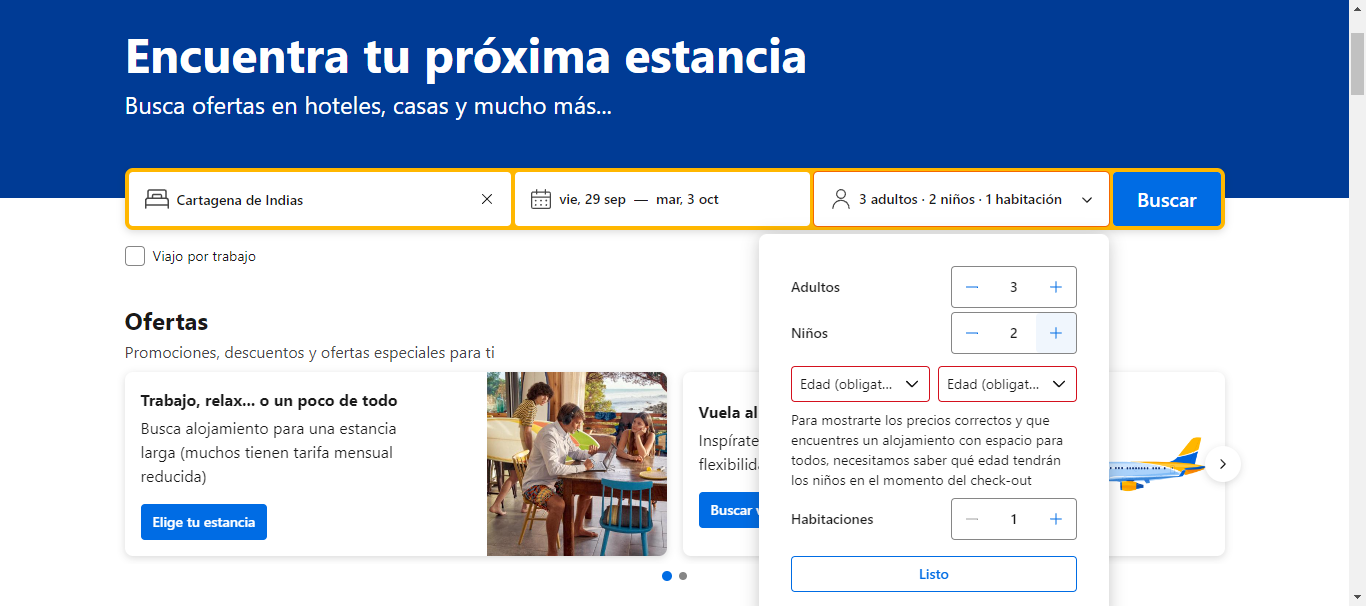 Encuentra tu próxima estancia
Busca ofertas en hoteles, casas y mucho más...
Cartagena de Indias
vie, 29 sep — mar, 3 oct
3 adultos · 2 niños · 1 habitación
Buscar
Viajo por trabajo
Adultos
3
Niños
2
Edad (obligat...
Edad (obligat...
Para mostrarte los precios correctos y que
encuentres un alojamiento con espacio para
todos, necesitamos saber qué edad tendrán
los niños en el momento del check-out
Habitaciones
1
Listo
Ofertas
Promociones, descuentos y ofertas especiales para ti
Trabajo, relax... o un poco de todo
Busca alojamiento para una estancia
larga (muchos tienen tarifa mensual
reducida)
Elige tu estancia
Vuela al
Inspírate
Buscar